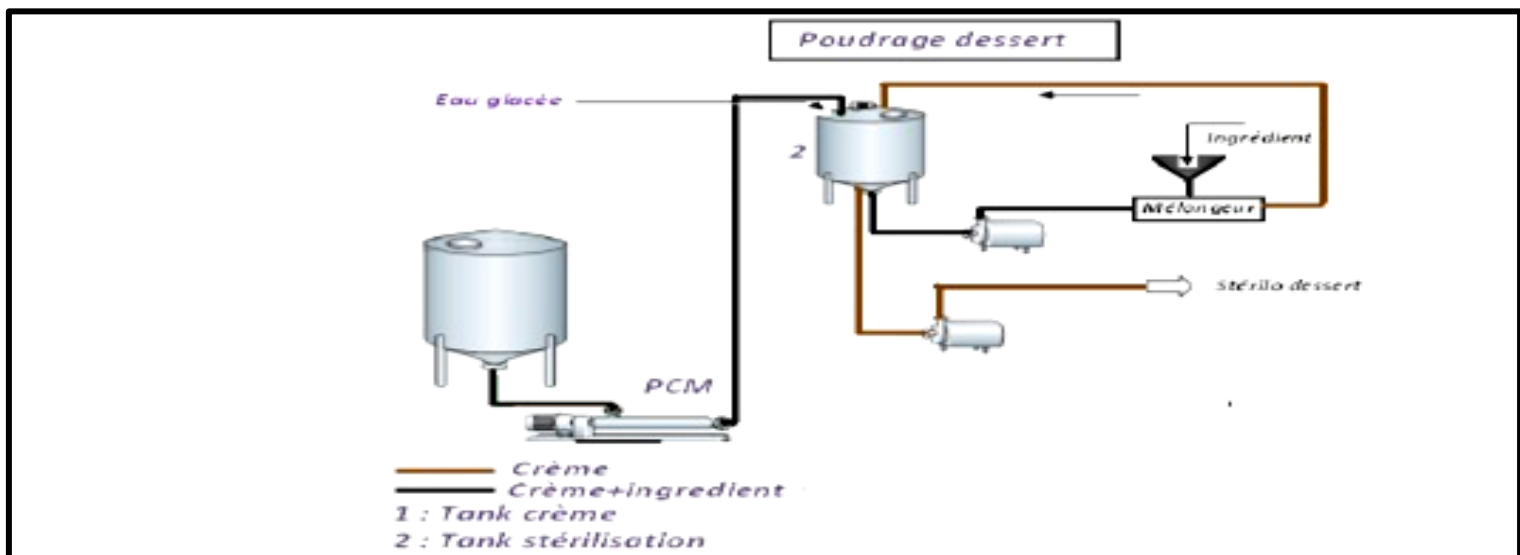 Poudrage dessert
Eau glacée
2
Ingrédient
Mélangeur
Stérilo dessert
PCM
Crème
Crème+ingredient
1 : Tank crème
2 : Tank stérilisation